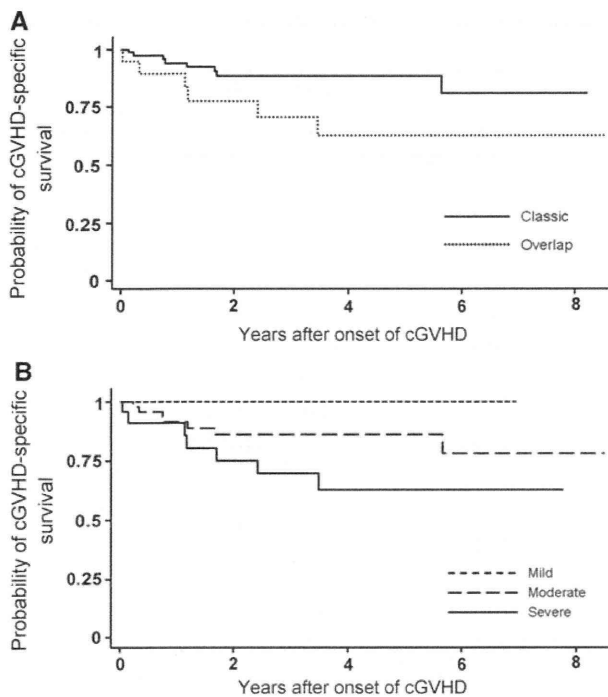 A
Probability of cGVHD-specific
survival
1
0.75
0.5
0.25
0
Classic
Overlap
0 2 4 6 8
Years after onset of cGVHD
B
Probability of cGVHD-specific
survival
1
0.75
0.5
0.25
0
Mild
Moderate
Severe
0 2 4 6 8
Years after onset of cGVHD